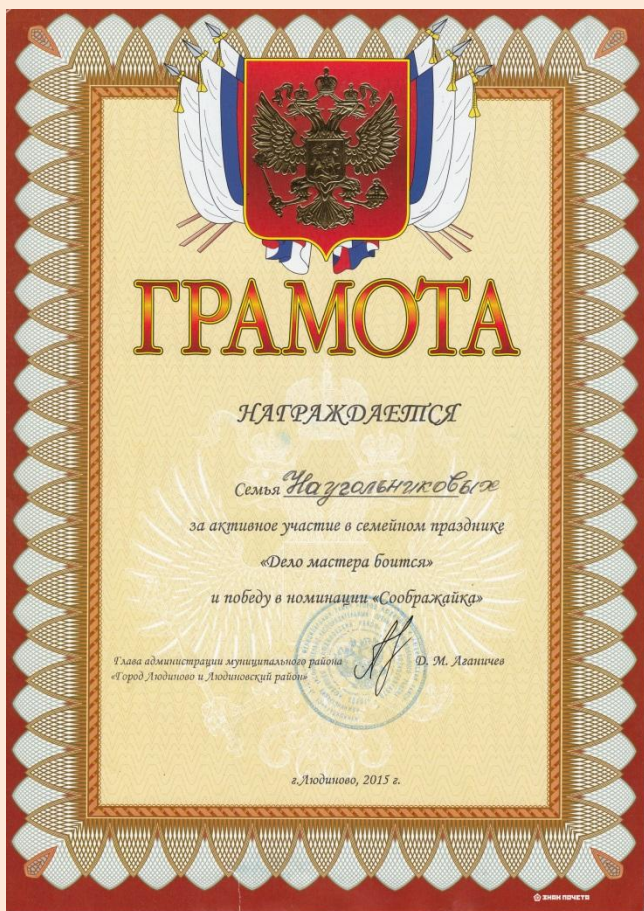 ГРАМОТА
НАГРАЖДАЕТСЯ
Семья Наугольниковых
за активное участие в семейном празднике
«Дело мастера боится»
и победу в номинации «Соображайка»
Глава администрации муниципального района
«Город Людиново и Людиновский район»
Д. М. Аганичев
г.Людиново, 2015 г.
ЗНАК ПОЧЕТА